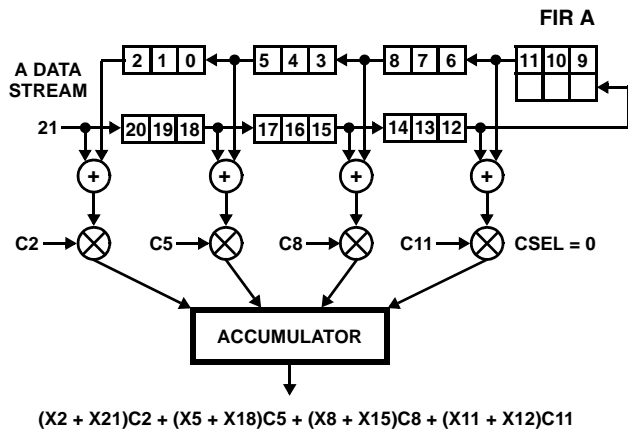 FIR A
2 1 0 5 4 3 8 7 6 11 10 9
A DATA
STREAM
21 20 19 18 17 16 15 14 13 12
+ + + +
C2 C5 C8 C11 CSEL = 0
ACCUMULATOR
(X2 + X21)C2 + (X5 + X18)C5 + (X8 + X15)C8 + (X11 + X12)C11